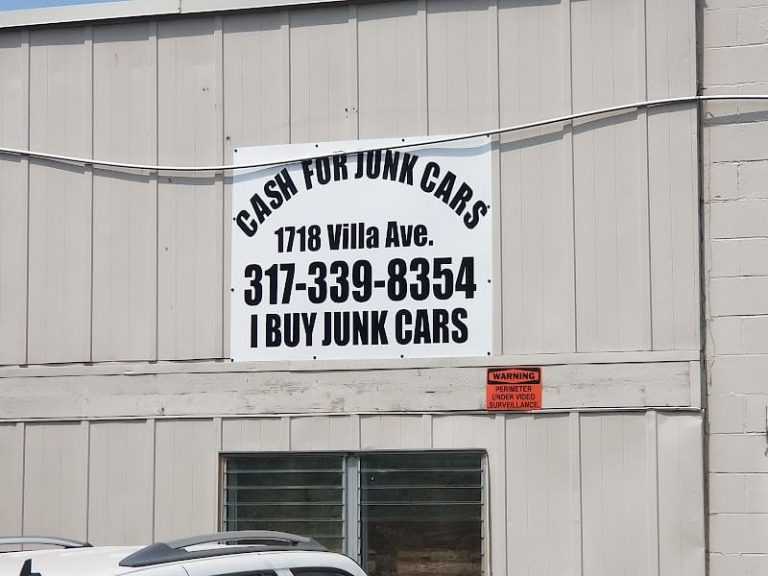 CASH FOR JUNK CARS
1718 Villa Ave.
317-339-8354
I BUY JUNK CARS
WARNING
PERIMETER
UNDER VIDEO
SURVEILLANCE